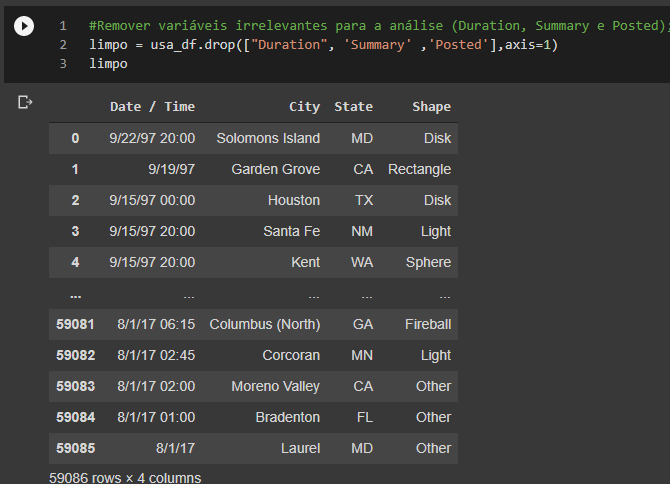 1 #Remover variáveis irrelevantes para a análise (Duration, Summary e Posted);
2 limpo = usa_df.drop(["Duration", 'Summary' ,'Posted'],axis=1)
3 limpo
Date / Time City State Shape
0 9/22/97 20:00 Solomons Island MD Disk
1 9/19/97 Garden Grove CA Rectangle
2 9/15/97 00:00 Houston TX Disk
3 9/15/97 20:00 Santa Fe NM Light
4 9/15/97 20:00 Kent WA Sphere
... ... ... ... ...
59081 8/1/17 06:15 Columbus (North) GA Fireball
59082 8/1/17 02:45 Corcoran MN Light
59083 8/1/17 02:00 Moreno Valley CA Other
59084 8/1/17 01:00 Bradenton FL Other
59085 8/1/17 Laurel MD Other
59086 rows × 4 columns